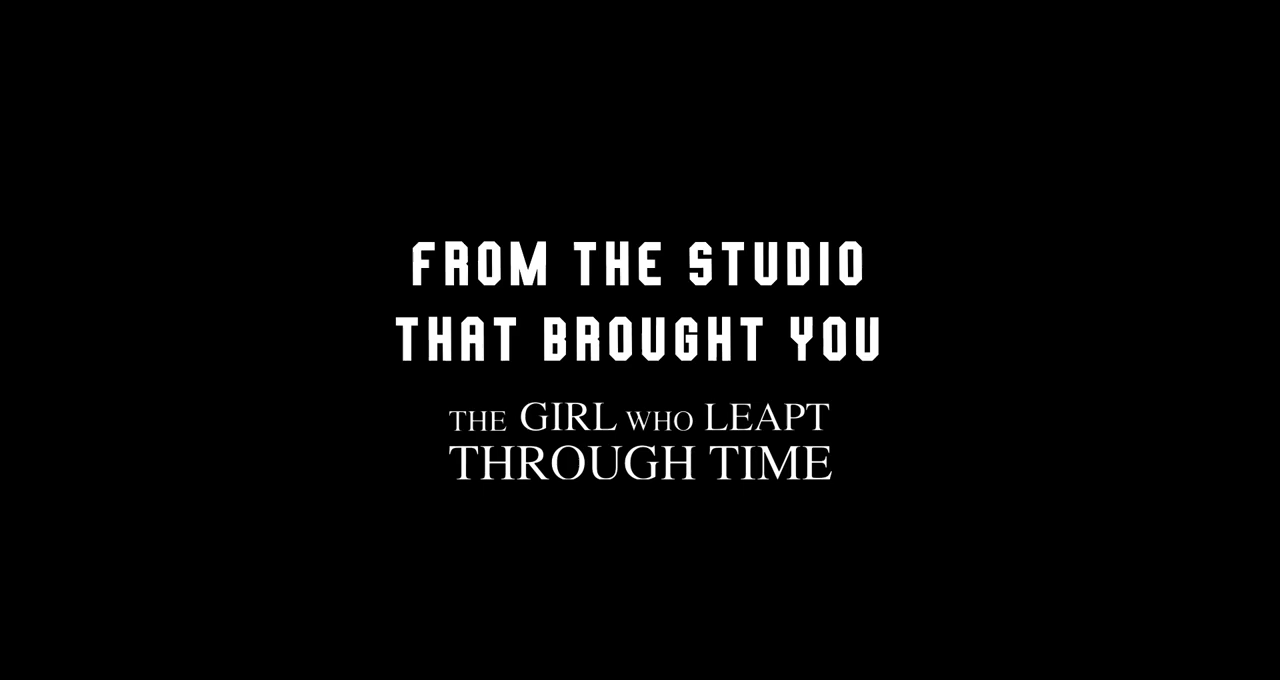 FROM THE STUDIO
THAT BROUGHT YOU
THE GIRL WHO LEAPT
THROUGH TIME